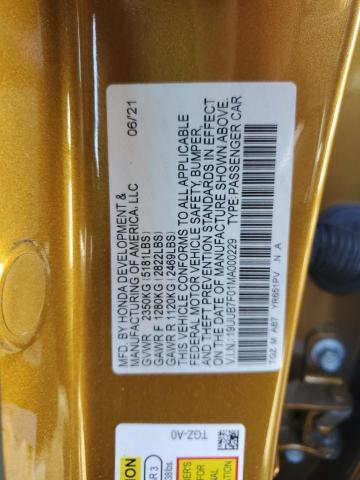 MFD. BY HONDA DEVELOPMENT &
MANUFACTURING OF AMERICA, LLC 06/21
GVWR 2350KG (5181LBS)
GAWR F 1280KG (2822LBS)
GAWR R 1120KG (2469LBS)
THIS VEHICLE CONFORMS TO ALL APPLICABLE
FEDERAL MOTOR VEHICLE SAFETY, BUMPER,
AND THEFT PREVENTION STANDARDS IN EFFECT
ON THE DATE OF MANUFACTURE SHOWN ABOVE.
V.I.N.: 19UUB7F01MA000229 TYPE: PASSENGER CAR
TGZ M AB7 YR651PV N A
TGZ-A0
R 3
38lbs.